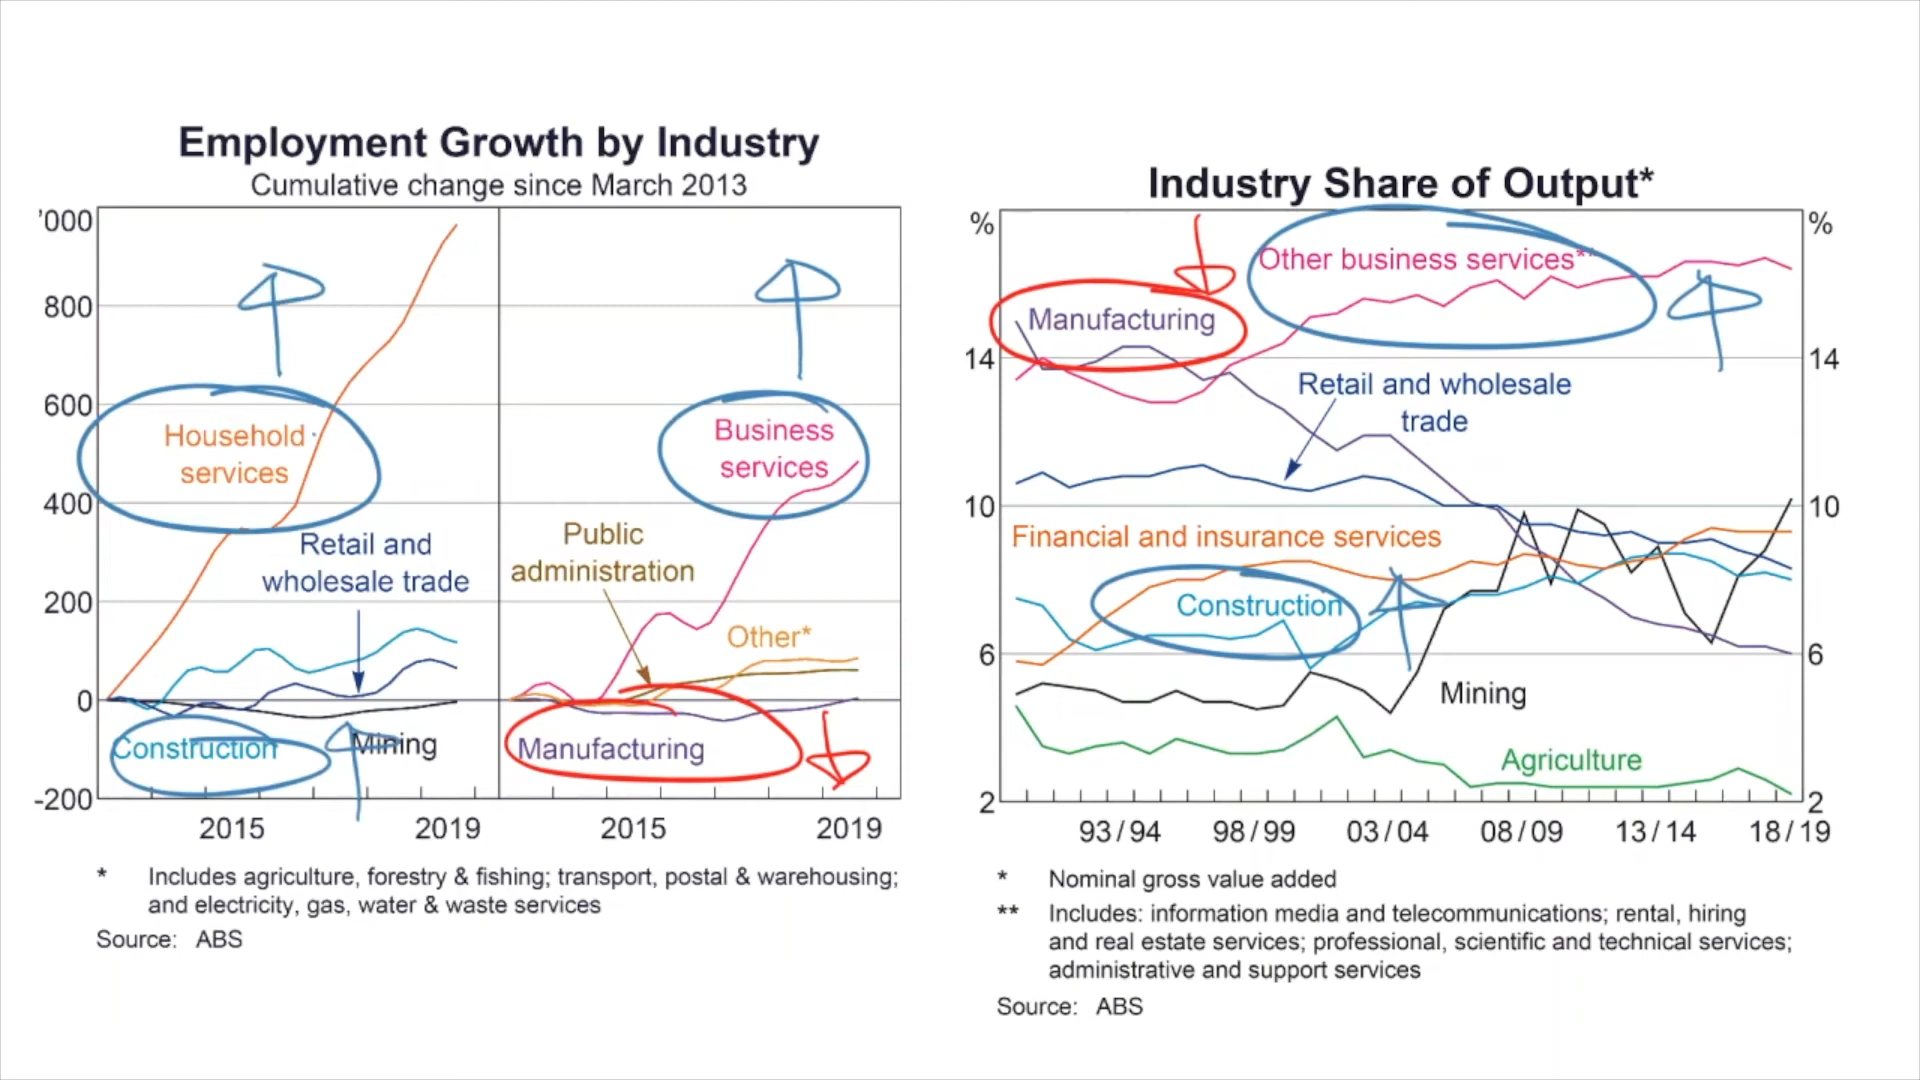 Employment Growth by Industry
Cumulative change since March 2013
'000
800
600
400
200
0
-200
Household
services
Retail and
wholesale trade
Construction
Mining
2015
2019
Business
services
Public
administration
Other*
Manufacturing
2015
2019
* Includes agriculture, forestry & fishing; transport, postal & warehousing;
and electricity, gas, water & waste services
Source: ABS
Industry Share of Output*
%
14
10
6
2
%
14
10
6
2
Other business services**
Manufacturing
Retail and wholesale
trade
Financial and insurance services
Construction
Mining
Agriculture
93/94
98/99
03/04
08/09
13/14
18/19
* Nominal gross value added
** Includes: information media and telecommunications; rental, hiring
and real estate services; professional, scientific and technical services;
administrative and support services
Source: ABS